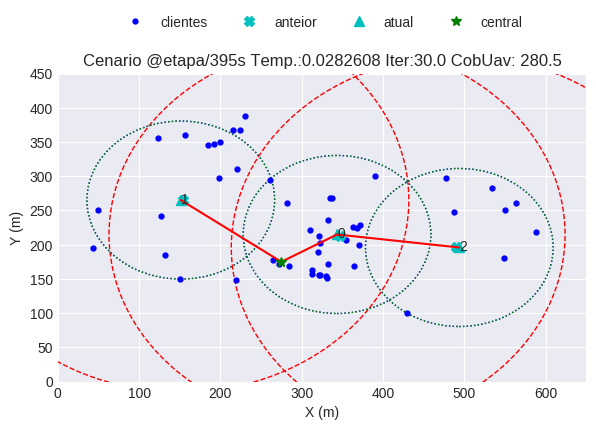 clientes anteior atual central
Cenario @etapa/395s Temp.:0.0282608 Iter:30.0 CobUav: 280.5
450
400
350
300
250
200
150
100
50
0
Y (m)
1
0
2
0 100 200 300 400 500 600
X (m)